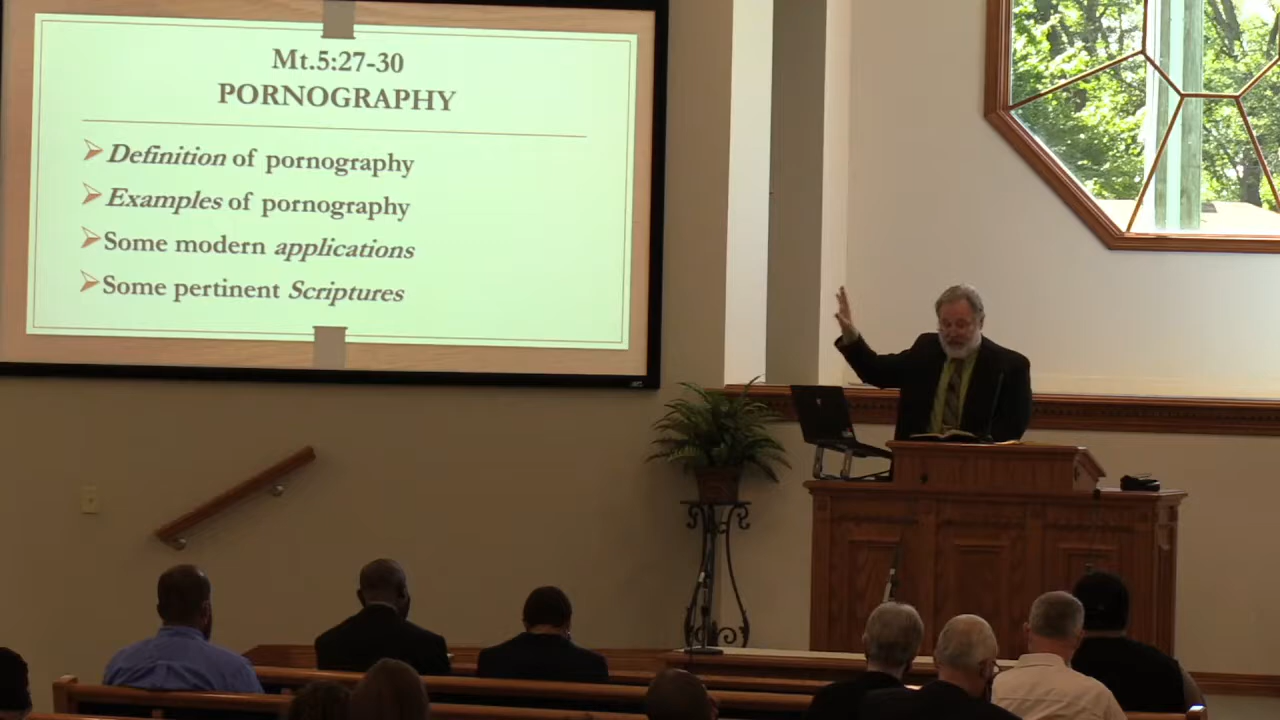 Mt.5:27-30
PORNOGRAPHY
Definition of pornography
Examples of pornography
Some modern applications
Some pertinent Scriptures